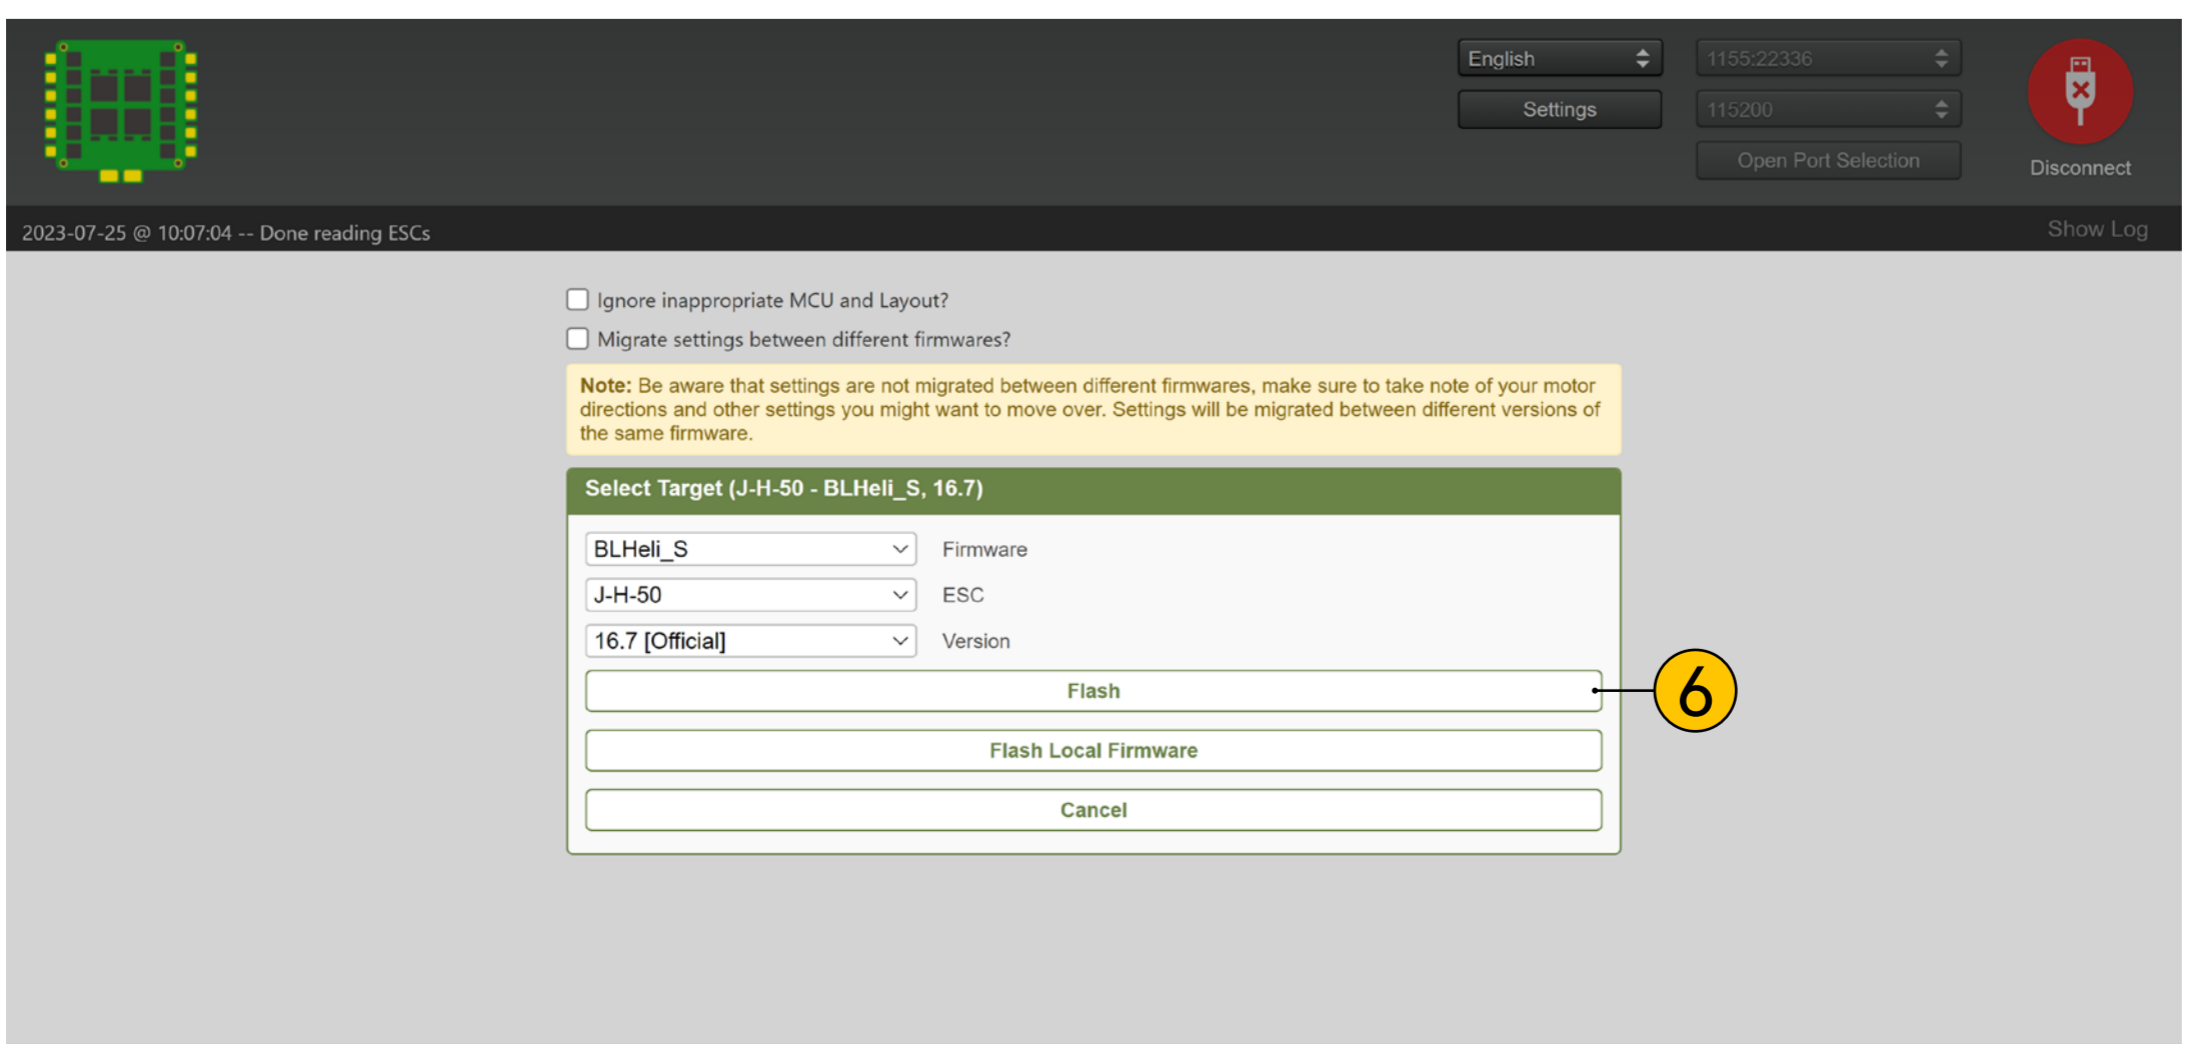 English
1155:22336
Settings
115200
Open Port Selection
Disconnect
2023-07-25 @ 10:07:04 -- Done reading ESCs
Show Log
Ignore inappropriate MCU and Layout?
Migrate settings between different firmwares?
Note: Be aware that settings are not migrated between different firmwares, make sure to take note of your motor
directions and other settings you might want to move over. Settings will be migrated between different versions of
the same firmware.
Select Target (J-H-50 - BLHeli_S, 16.7)
BLHeli_S Firmware
J-H-50 ESC
16.7 [Official] Version
Flash
6
Flash Local Firmware
Cancel